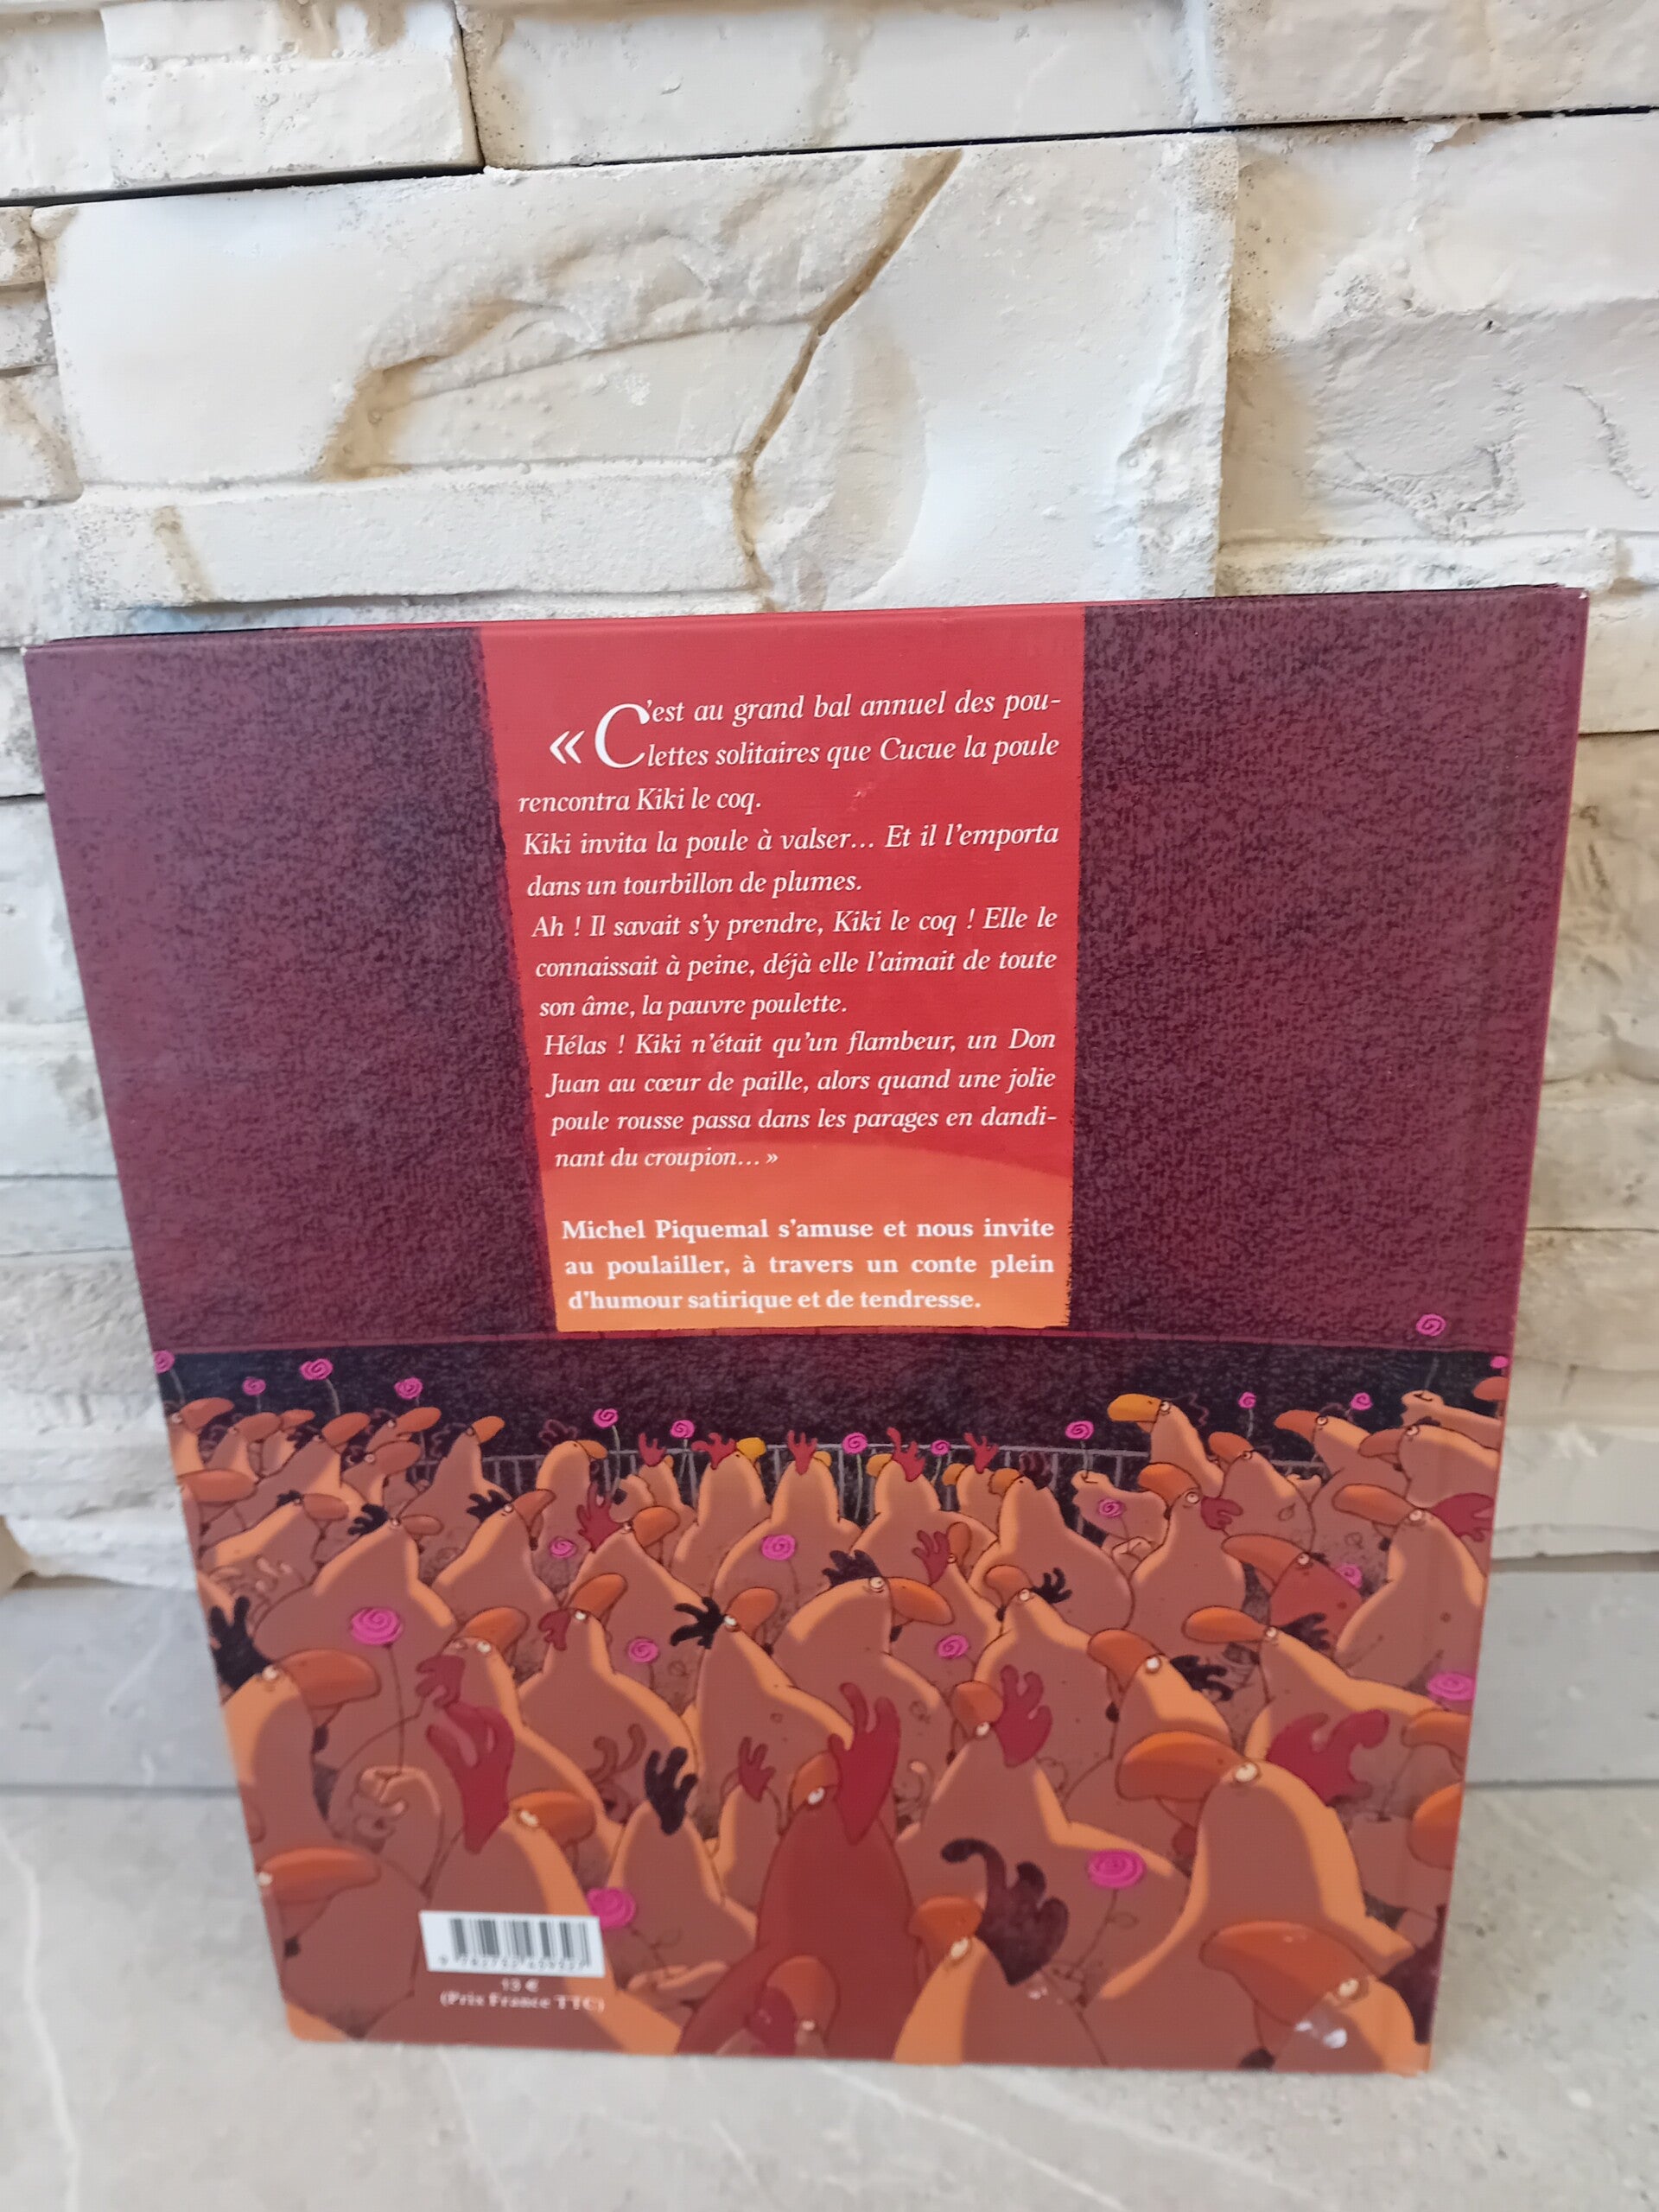 « C'est au grand bal annuel des pou-
lettes solitaires que Cucue la poule
rencontra Kiki le coq.
Kiki invita la poule à valser… Et il l'emporta
dans un tourbillon de plumes.
Ah ! Il savait s'y prendre, Kiki le coq ! Elle le
connaissait à peine, déjà elle l'aimait de toute
son âme, la pauvre poulette.
Hélas ! Kiki n'était qu'un flambeur, un Don
Juan au cœur de paille, alors quand une jolie
poule rousse passa dans les parages en dandi-
nant du croupion… »
Michel Piquemal s'amuse et nous invite
au poulailler, à travers un conte plein
d'humour satirique et de tendresse.
13 €
(Prix France TTC)